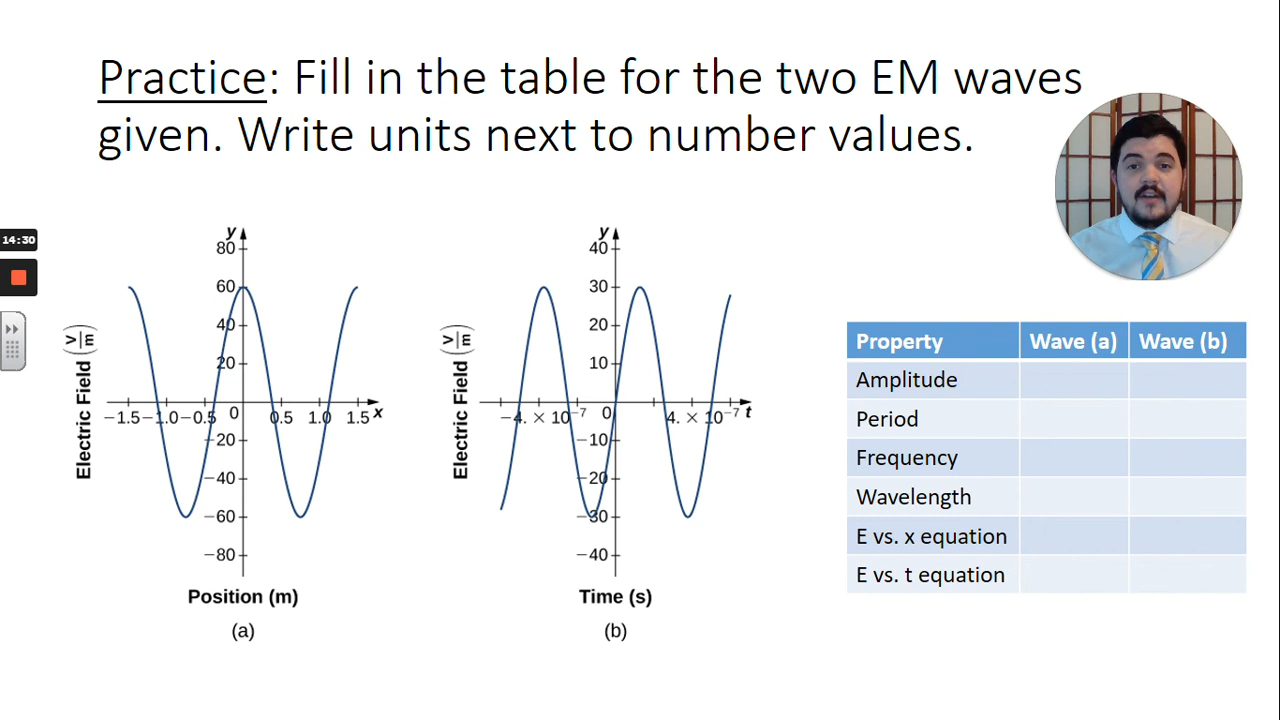 Practice: Fill in the table for the two EM waves
given. Write units next to number values.
14:30
y
80
60
40
20
0
−1.5
−1.0
−0.5
0.5
1.0
1.5
x
−20
−40
−60
−80
Electric Field (V/m)
Position (m)
(a)
y
40
30
20
10
0
−4. × 10⁻⁷
4. × 10⁻⁷
t
−10
−20
−30
−40
Electric Field (V/m)
Time (s)
(b)
Property Wave (a) Wave (b)
Amplitude
Period
Frequency
Wavelength
E vs. x equation
E vs. t equation